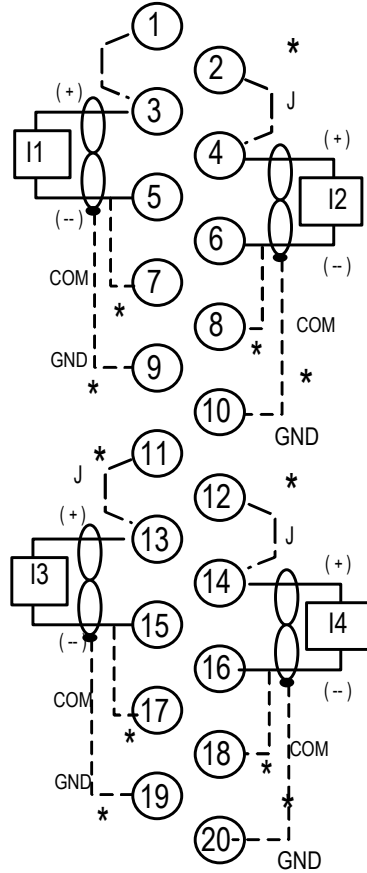 1
2
*
J
3
(+)
I1
4
(+)
5
I2
(--)
6
(--)
COM
7
*
8
COM
*
GND
9
*
*
10
GND
11
*
J
12
*
(+)
13
J
I3
14
(+)
15
I4
(--)
16
(--)
COM
17
*
18
COM
*
GND
19
*
*
20
GND